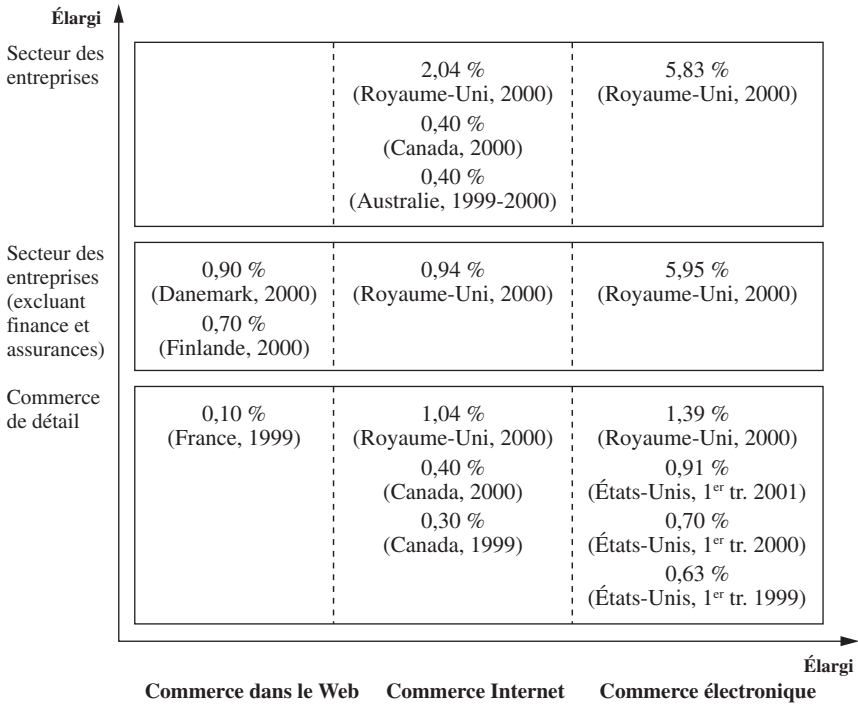 Élargi
Secteur des
entreprises
2,04 %
(Royaume-Uni, 2000)
0,40 %
(Canada, 2000)
0,40 %
(Australie, 1999-2000)
5,83 %
(Royaume-Uni, 2000)
Secteur des
entreprises
(excluant
finance et
assurances)
0,90 %
(Danemark, 2000)
0,70 %
(Finlande, 2000)
0,94 %
(Royaume-Uni, 2000)
5,95 %
(Royaume-Uni, 2000)
Commerce
de détail
0,10 %
(France, 1999)
1,04 %
(Royaume-Uni, 2000)
0,40 %
(Canada, 2000)
0,30 %
(Canada, 1999)
1,39 %
(Royaume-Uni, 2000)
0,91 %
(États-Unis, 1er tr. 2001)
0,70 %
(États-Unis, 1er tr. 2000)
0,63 %
(États-Unis, 1er tr. 1999)
Élargi
Commerce dans le Web Commerce Internet Commerce électronique